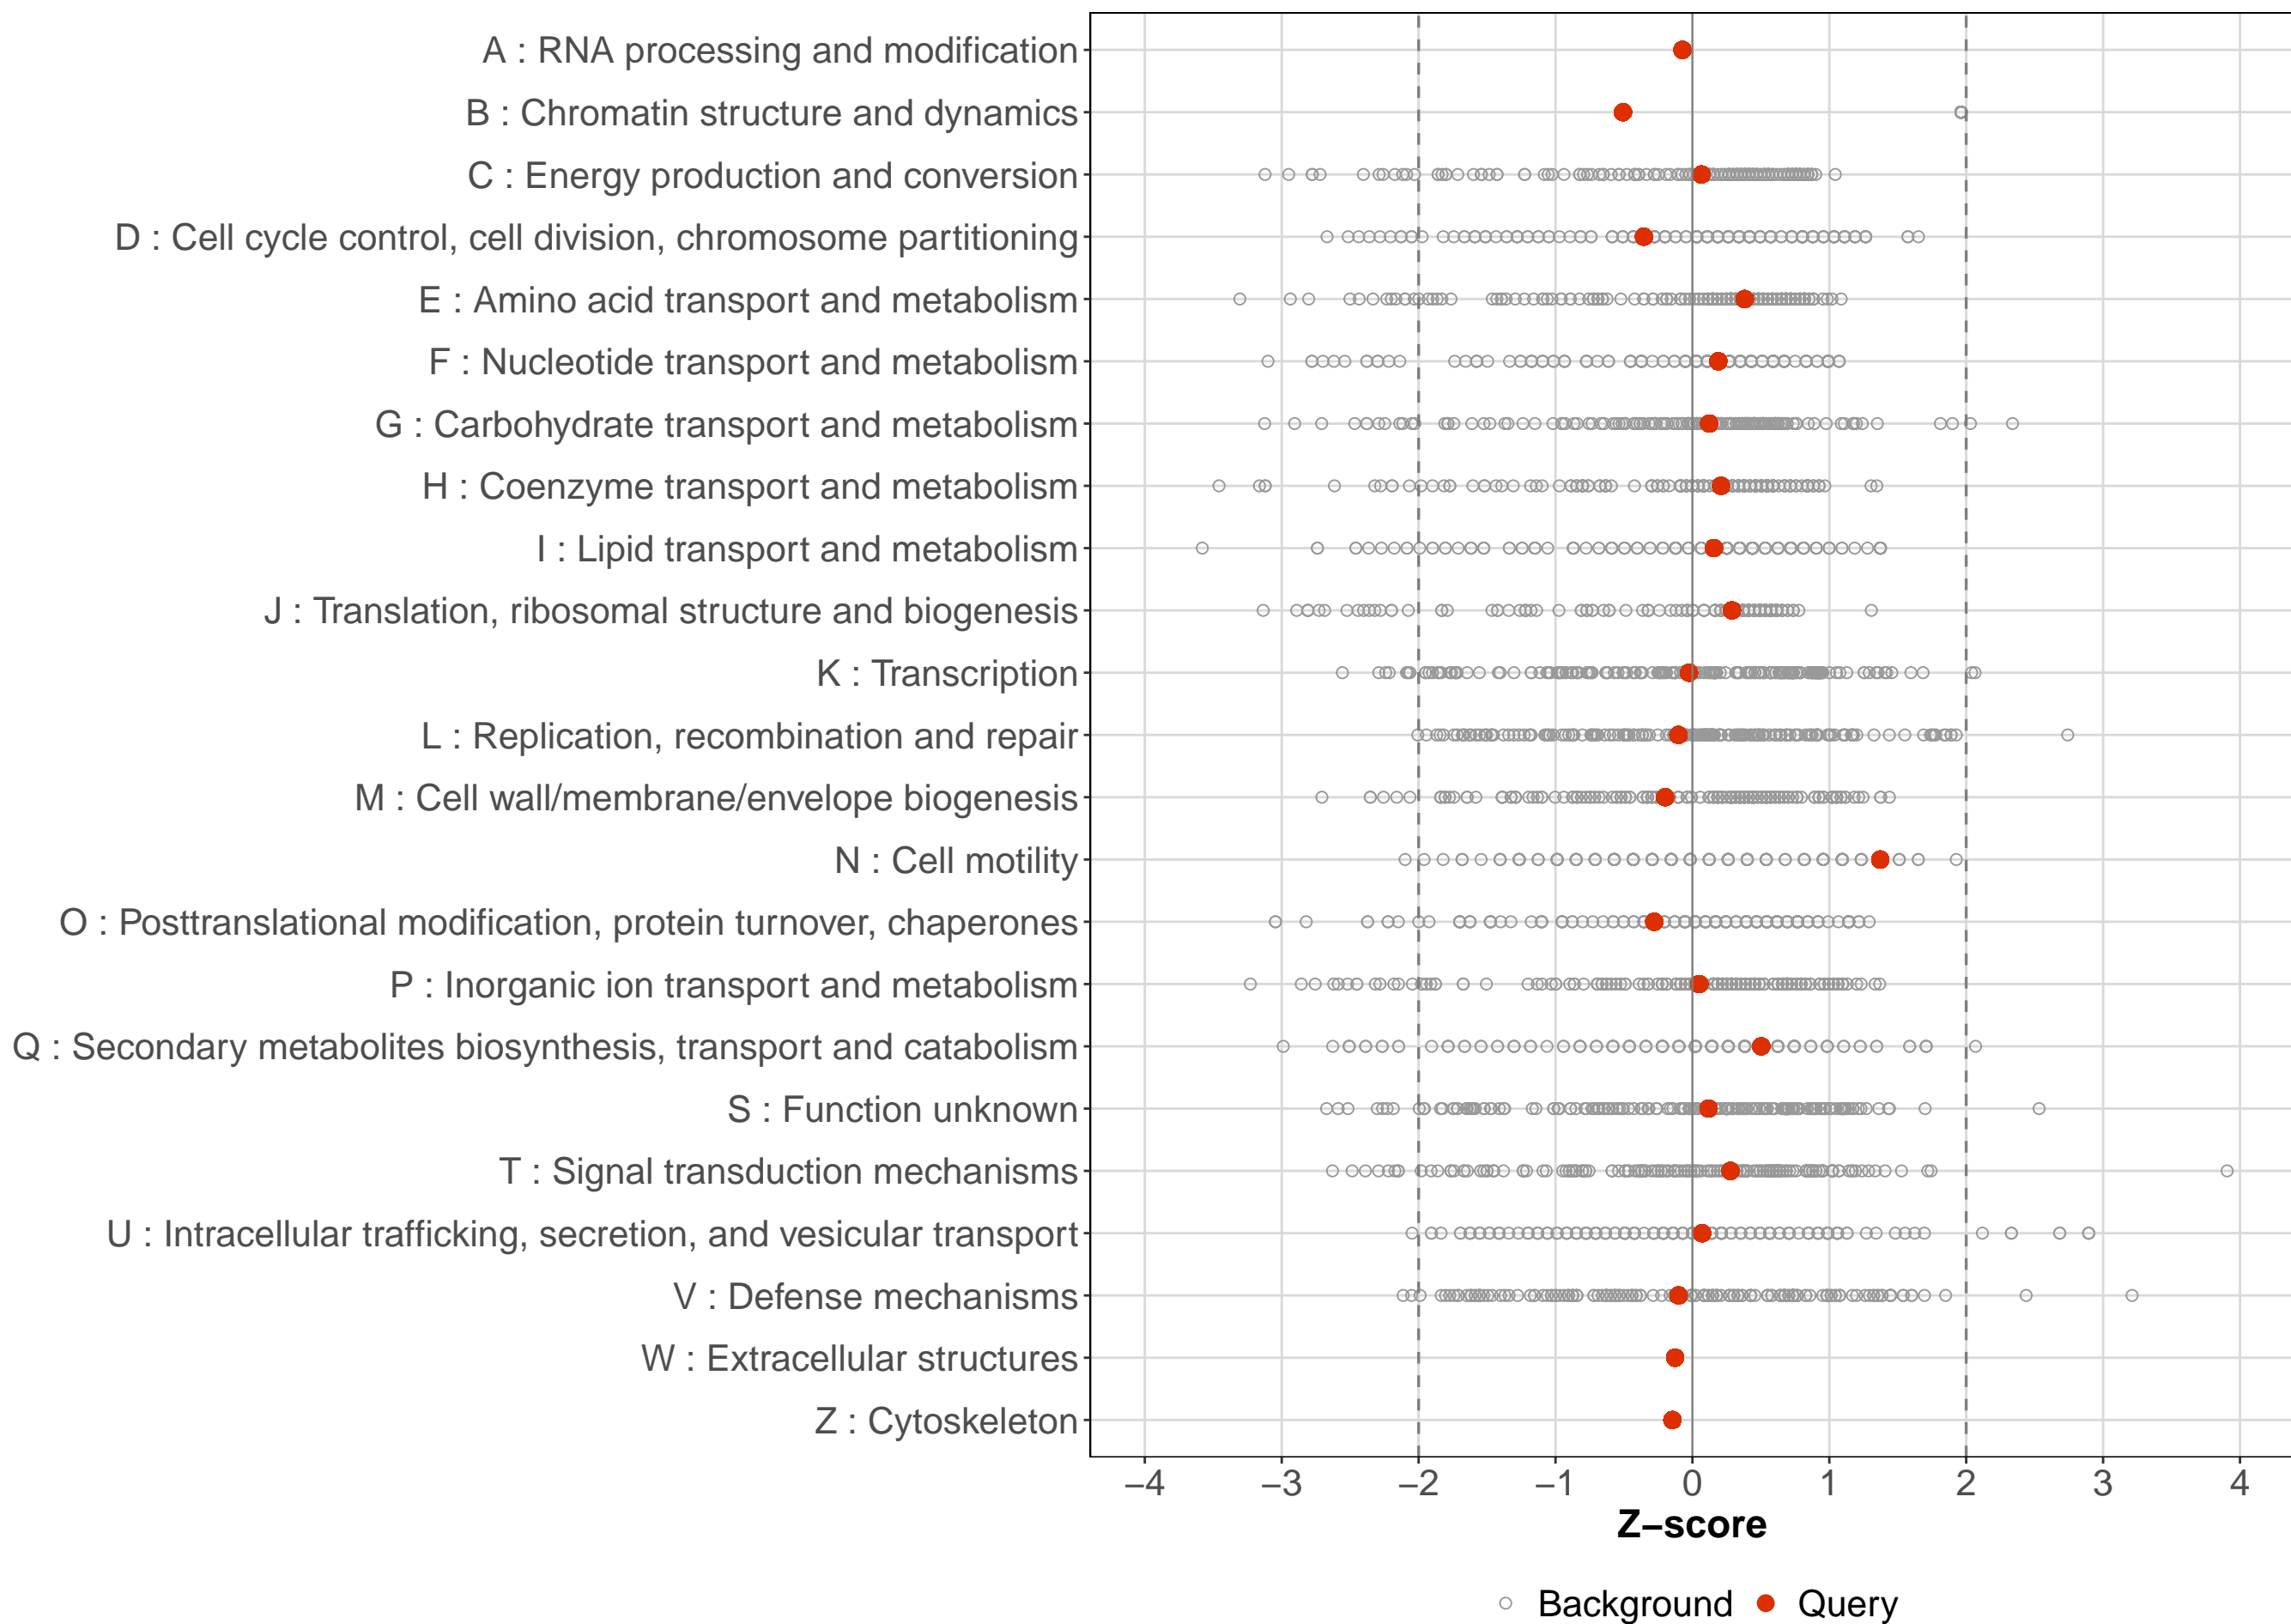 A : RNA processing and modification
B : Chromatin structure and dynamics
C : Energy production and conversion
D : Cell cycle control, cell division, chromosome partitioning
E : Amino acid transport and metabolism
F : Nucleotide transport and metabolism
G : Carbohydrate transport and metabolism
H : Coenzyme transport and metabolism
I : Lipid transport and metabolism
J : Translation, ribosomal structure and biogenesis
K : Transcription
L : Replication, recombination and repair
M : Cell wall/membrane/envelope biogenesis
N : Cell motility
O : Posttranslational modification, protein turnover, chaperones
P : Inorganic ion transport and metabolism
Q : Secondary metabolites biosynthesis, transport and catabolism
S : Function unknown
T : Signal transduction mechanisms
U : Intracellular trafficking, secretion, and vesicular transport
V : Defense mechanisms
W : Extracellular structures
Z : Cytoskeleton
−4 −3 −2 −1 0 1 2 3 4
Z−score
Background Query